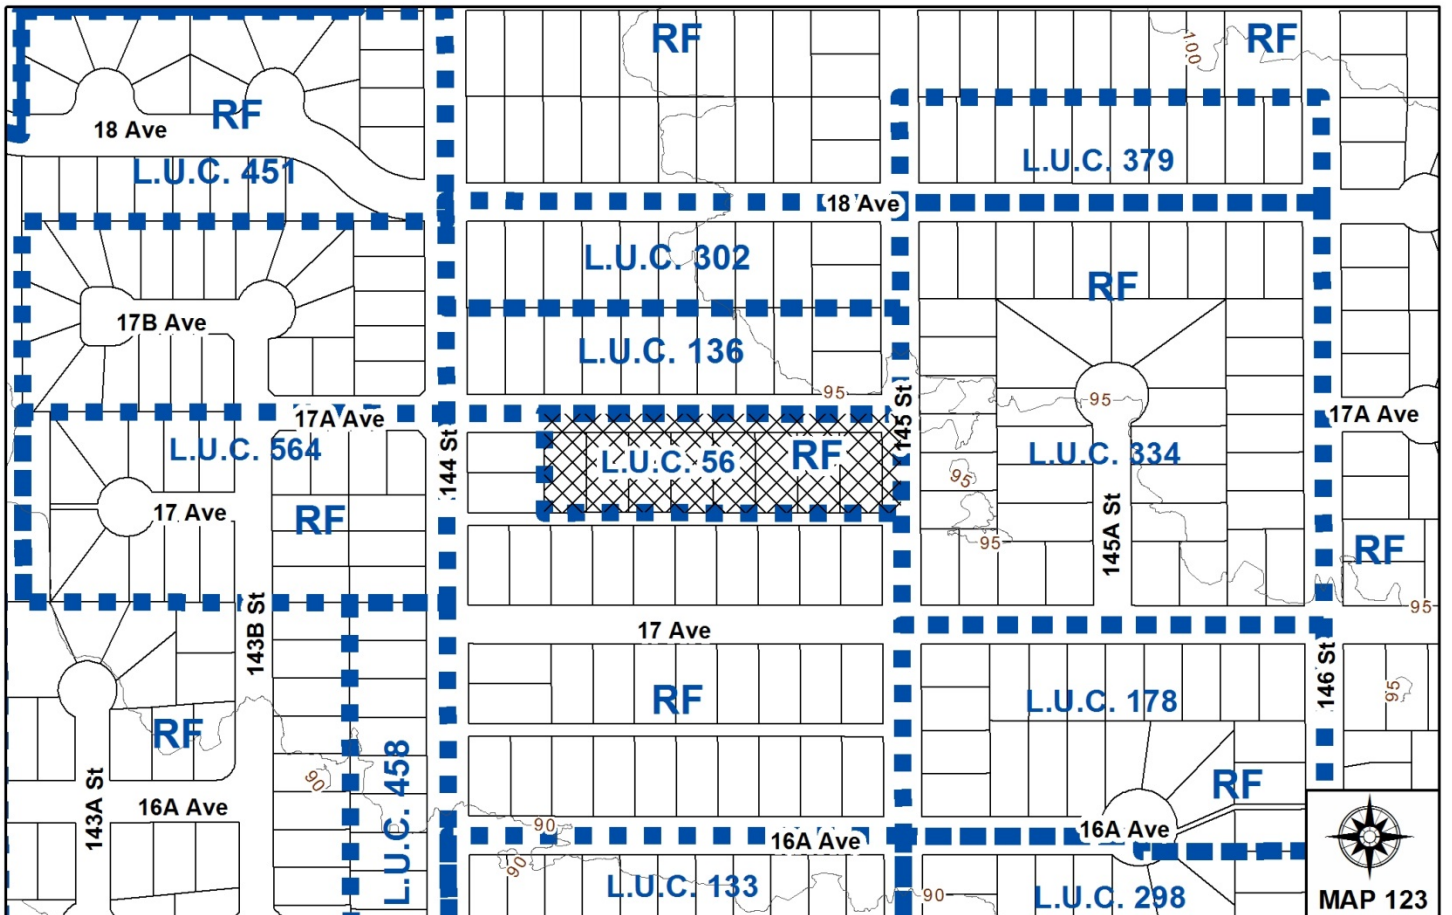 RF
RF
100
RF
18 Ave
L.U.C. 451
L.U.C. 379
18 Ave
L.U.C. 302
RF
17B Ave
L.U.C. 136
95
95
17A Ave
17A Ave
L.U.C. 564
144 St
L.U.C. 56
RF
145 St
L.U.C. 334
95
17 Ave
RF
95
145A St
RF
95
143B St
17 Ave
146 St
RF
L.U.C. 178
95
RF
L.U.C. 458
90
RF
143A St
16A Ave
90
16A Ave
16A Ave
90
L.U.C. 133
90
L.U.C. 298
MAP 123